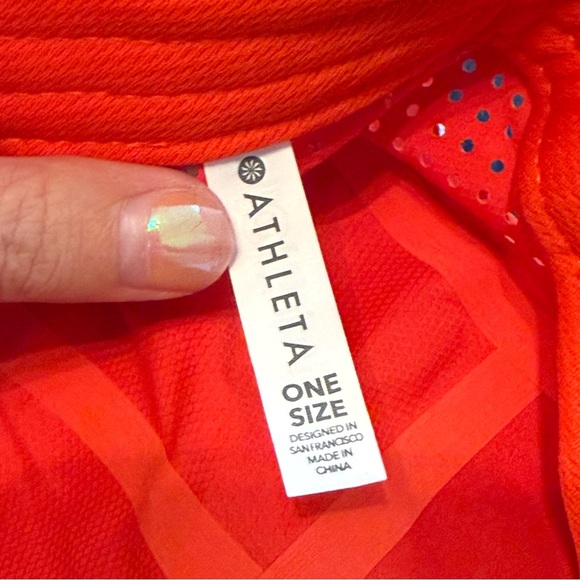 ATHLETA
ONE
SIZE
DESIGNED IN
SAN FRANCISCO
MADE IN
CHINA